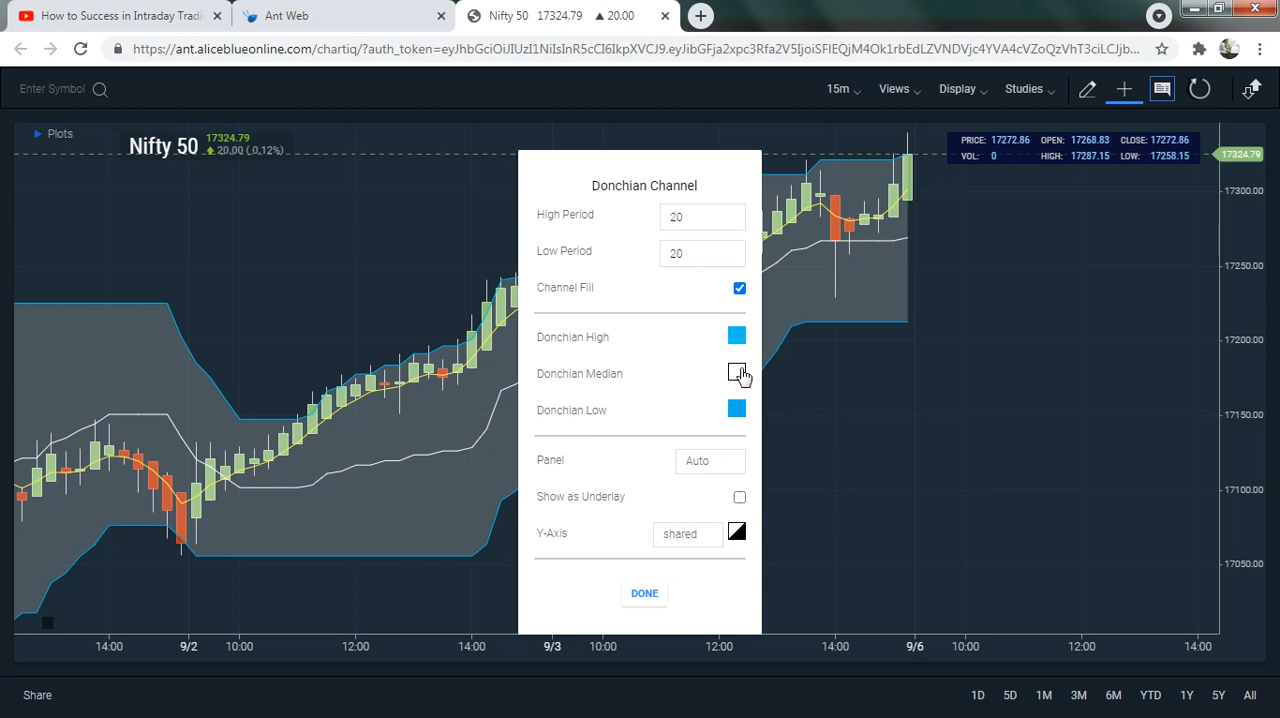 How to Success in Intraday Tradi
Ant Web
Nifty 50 17324.79 ▲ 20.00
https://ant.aliceblueonline.com/chartiq/?auth_token=
Enter Symbol
15m
Views
Display
Studies
Plots
Nifty 50
17324.79
20.00 (0.12%)
PRICE: 17272.86 OPEN: 17268.83 CLOSE: 17272.86
VOL: 0 HIGH: 17287.15 LOW: 17258.15
17324.79
17300.00
17250.00
17200.00
17150.00
17100.00
17050.00
Donchian Channel
High Period 20
Low Period 20
Channel Fill
Donchian High
Donchian Median
Donchian Low
Panel Auto
Show as Underlay
Y-Axis shared
DONE
14:00 9/2 10:00 12:00 14:00 9/3 10:00 12:00 14:00 9/6 10:00 12:00 14:00
Share
1D 5D 1M 3M 6M YTD 1Y 5Y All